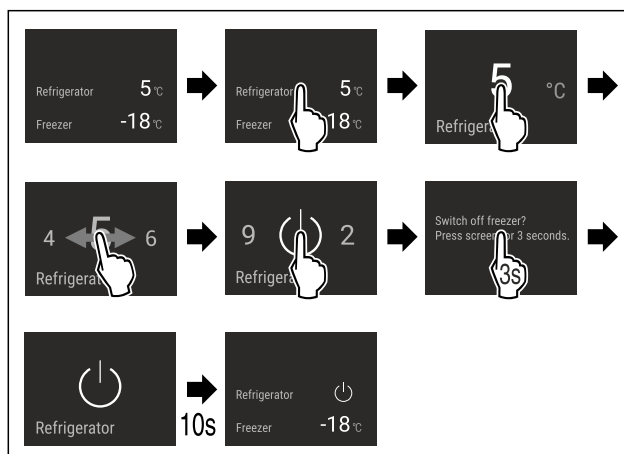 Refrigerator 5 °C
Freezer -18 °C
Refrigerator 5 °C
18 °C
5 °C
4 5 6
9 2
Switch off freezer?
Press screen for 3 seconds.
3s
Refrigerator
10s
Refrigerator
Freezer -18 °C